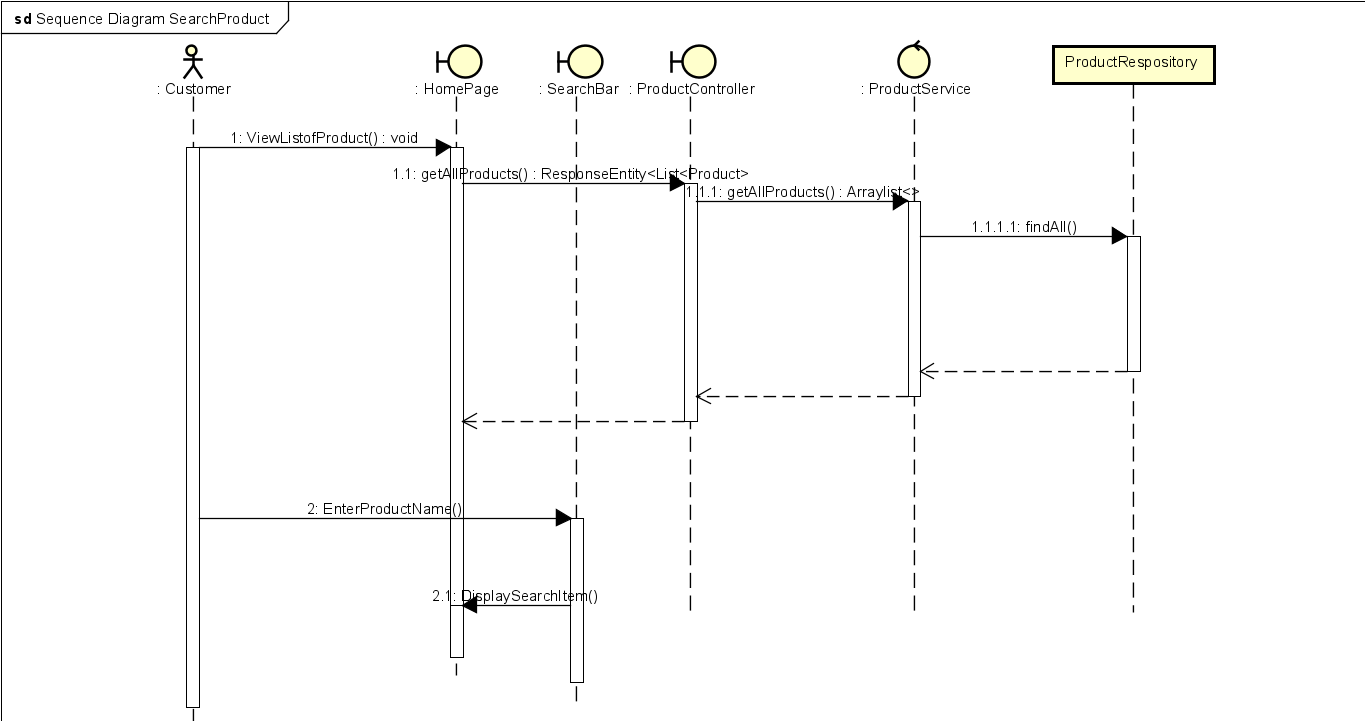 sd Sequence Diagram SearchProduct
: Customer
: HomePage
: SearchBar
: ProductController
: ProductService
ProductRespository
1: ViewListofProduct() : void
1.1: getAllProducts() : ResponseEntity<List<Product>
1.1.1: getAllProducts() : Arraylist<>
1.1.1.1: findAll()
2: EnterProductName()
2.1: DisplaySearchItem()